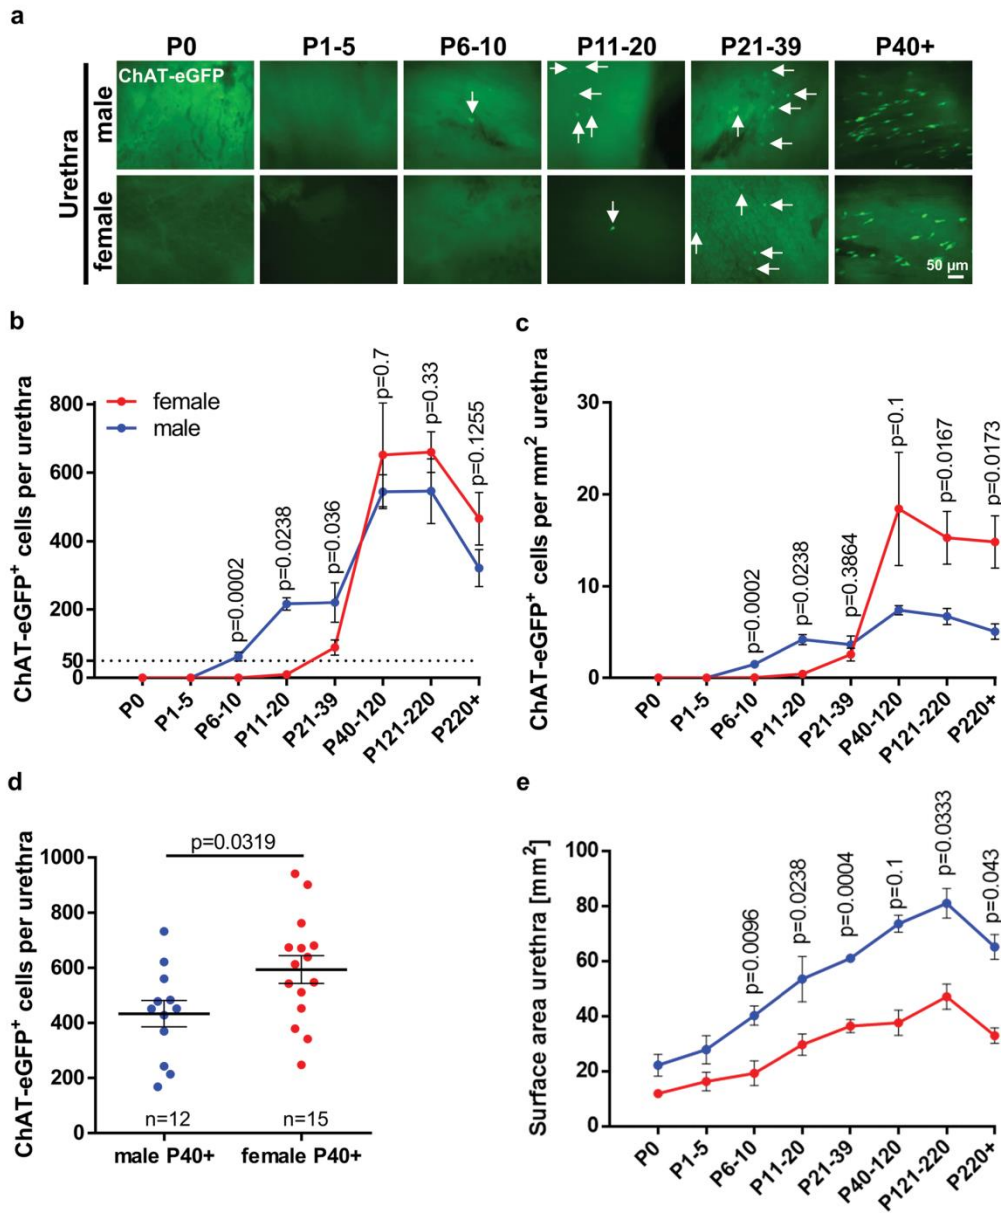 a
P0 P1-5 P6-10 P11-20 P21-39 P40+
Urethra
male
ChAT-eGFP
female
50 µm
b
ChAT-eGFP⁺ cells per urethra
female
male
800
600
400
200
50
0
p=0.0002
p=0.0238
p=0.036
p=0.7
p=0.33
p=0.1255
P0 P1-5 P6-10 P11-20 P21-39 P40-120 P121-220 P220+
c
ChAT-eGFP⁺ cells per mm² urethra
30
20
10
0
p=0.0002
p=0.0238
p=0.3864
p=0.1
p=0.0167
p=0.0173
P0 P1-5 P6-10 P11-20 P21-39 P40-120 P121-220 P220+
d
ChAT-eGFP⁺ cells per urethra
p=0.0319
1000
800
600
400
200
0
n=12 n=15
male P40+ female P40+
e
Surface area urethra [mm²]
100
80
60
40
20
0
p=0.0096
p=0.0238
p=0.0004
p=0.1
p=0.0333
p=0.043
P0 P1-5 P6-10 P11-20 P21-39 P40-120 P121-220 P220+